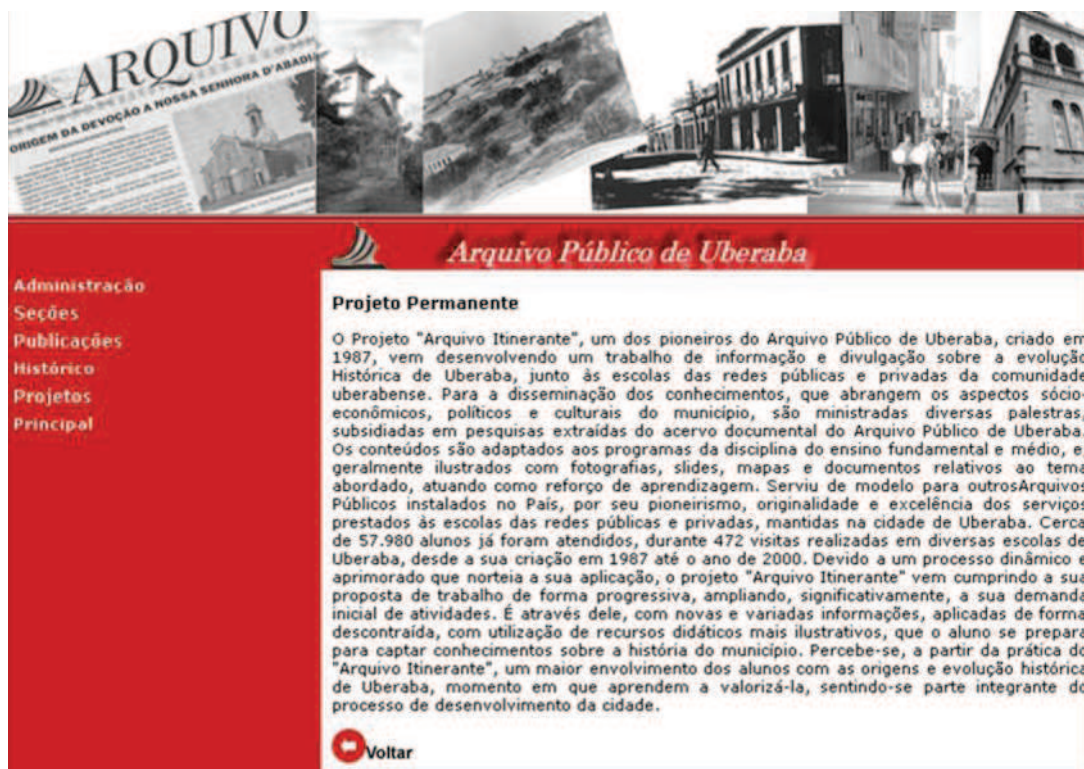 ARQUIVO
ORIGEM DA DEVOÇÃO A NOSSA SENHORA D'ABADI
Arquivo Público de Uberaba
Administração
Seções
Publicações
Histórico
Projetos
Principal
Projeto Permanente
O Projeto "Arquivo Itinerante", um dos pioneiros do Arquivo Público de Uberaba, criado em
1987, vem desenvolvendo um trabalho de informação e divulgação sobre a evolução
Histórica de Uberaba, junto às escolas das redes públicas e privadas da comunidade
uberabense. Para a disseminação dos conhecimentos, que abrangem os aspectos sócio-
econômicos, políticos e culturais do município, são ministradas diversas palestras,
subsidiadas em pesquisas extraídas do acervo documental do Arquivo Público de Uberaba.
Os conteúdos são adaptados aos programas da disciplina do ensino fundamental e médio, e,
geralmente ilustrados com fotografias, slides, mapas e documentos relativos ao tema
abordado, atuando como reforço de aprendizagem. Serviu de modelo para outrosArquivos
Públicos instalados no País, por seu pioneirismo, originalidade e excelência dos serviços
prestados às escolas das redes públicas e privadas, mantidas na cidade de Uberaba. Cerca
de 57.980 alunos já foram atendidos, durante 472 visitas realizadas em diversas escolas de
Uberaba, desde a sua criação em 1987 até o ano de 2000. Devido a um processo dinâmico e
aprimorado que norteia a sua aplicação, o projeto "Arquivo Itinerante" vem cumprindo a sua
proposta de trabalho de forma progressiva, ampliando, significativamente, a sua demanda
inicial de atividades. É através dele, com novas e variadas informações, aplicadas de forma
descontraída, com utilização de recursos didáticos mais ilustrativos, que o aluno se prepara
para captar conhecimentos sobre a história do município. Percebe-se, a partir da prática do
"Arquivo Itinerante", um maior envolvimento dos alunos com as origens e evolução histórica
de Uberaba, momento em que aprendem a valorizá-la, sentindo-se parte integrante do
processo de desenvolvimento da cidade.
Voltar